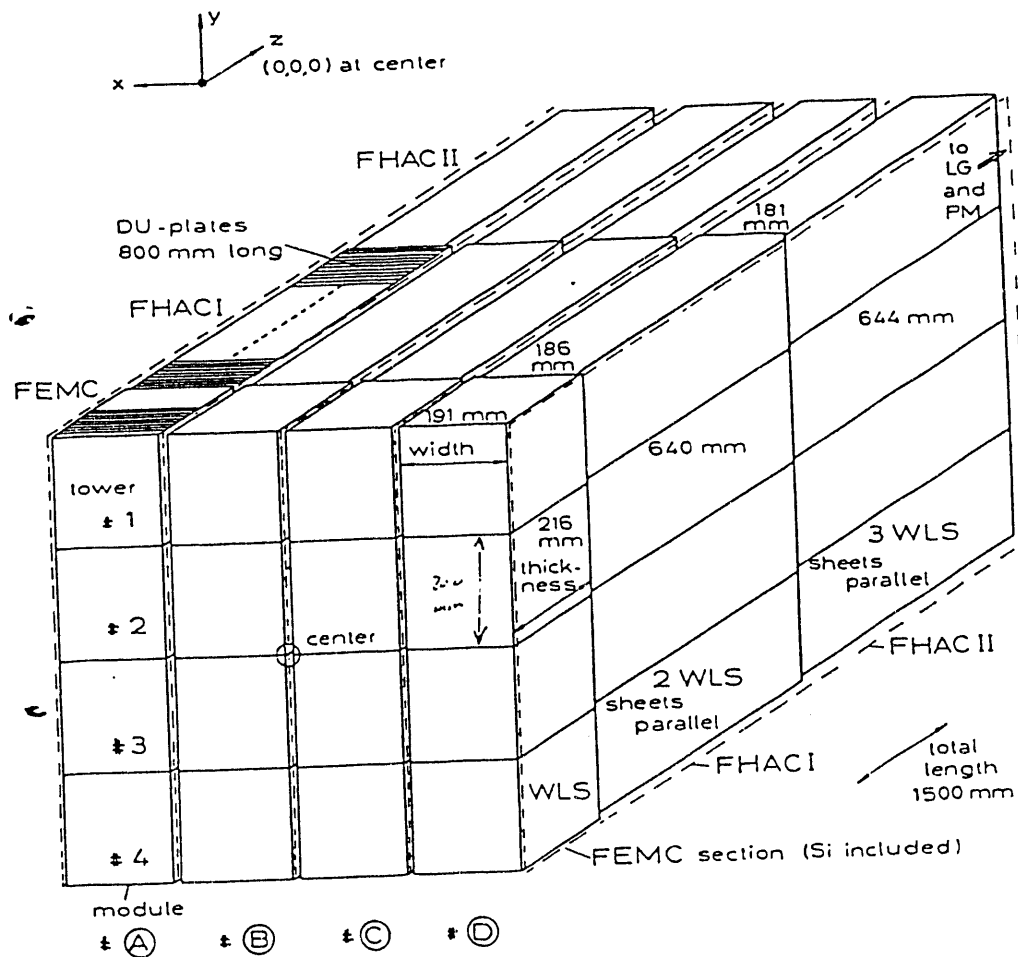 y
z
x
(0,0,0) at center
FHAC II
to
LG
and
PM
DU-plates
800 mm long
181
mm
FHAC I
644 mm
186
mm
FEMC
191 mm
width
640 mm
tower
# 1
216
mm
thick-
ness
3 WLS
sheets
parallel
# 2
center
FHAC II
2 WLS
sheets
parallel
# 3
FHAC I
total
length
1500 mm
WLS
# 4
FEMC section (Si included)
module
# A # B # C # D